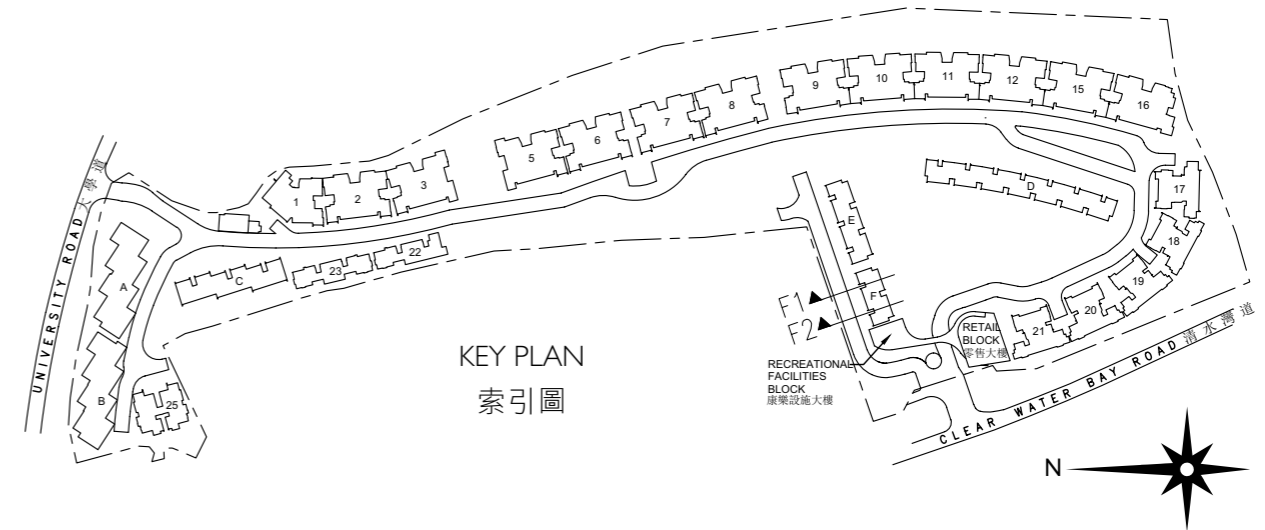 9
10
11
12
15
16
8
7
6
5
3
2
1
UNIVERSITY ROAD 大學道
A
B
C
23
22
25
D
E
F
F1
F2
17
18
19
20
21
RETAIL
BLOCK
零售大樓
RECREATIONAL
FACILITIES
BLOCK
康樂設施大樓
KEY PLAN
索引圖
CLEAR WATER BAY ROAD 清水灣道
N